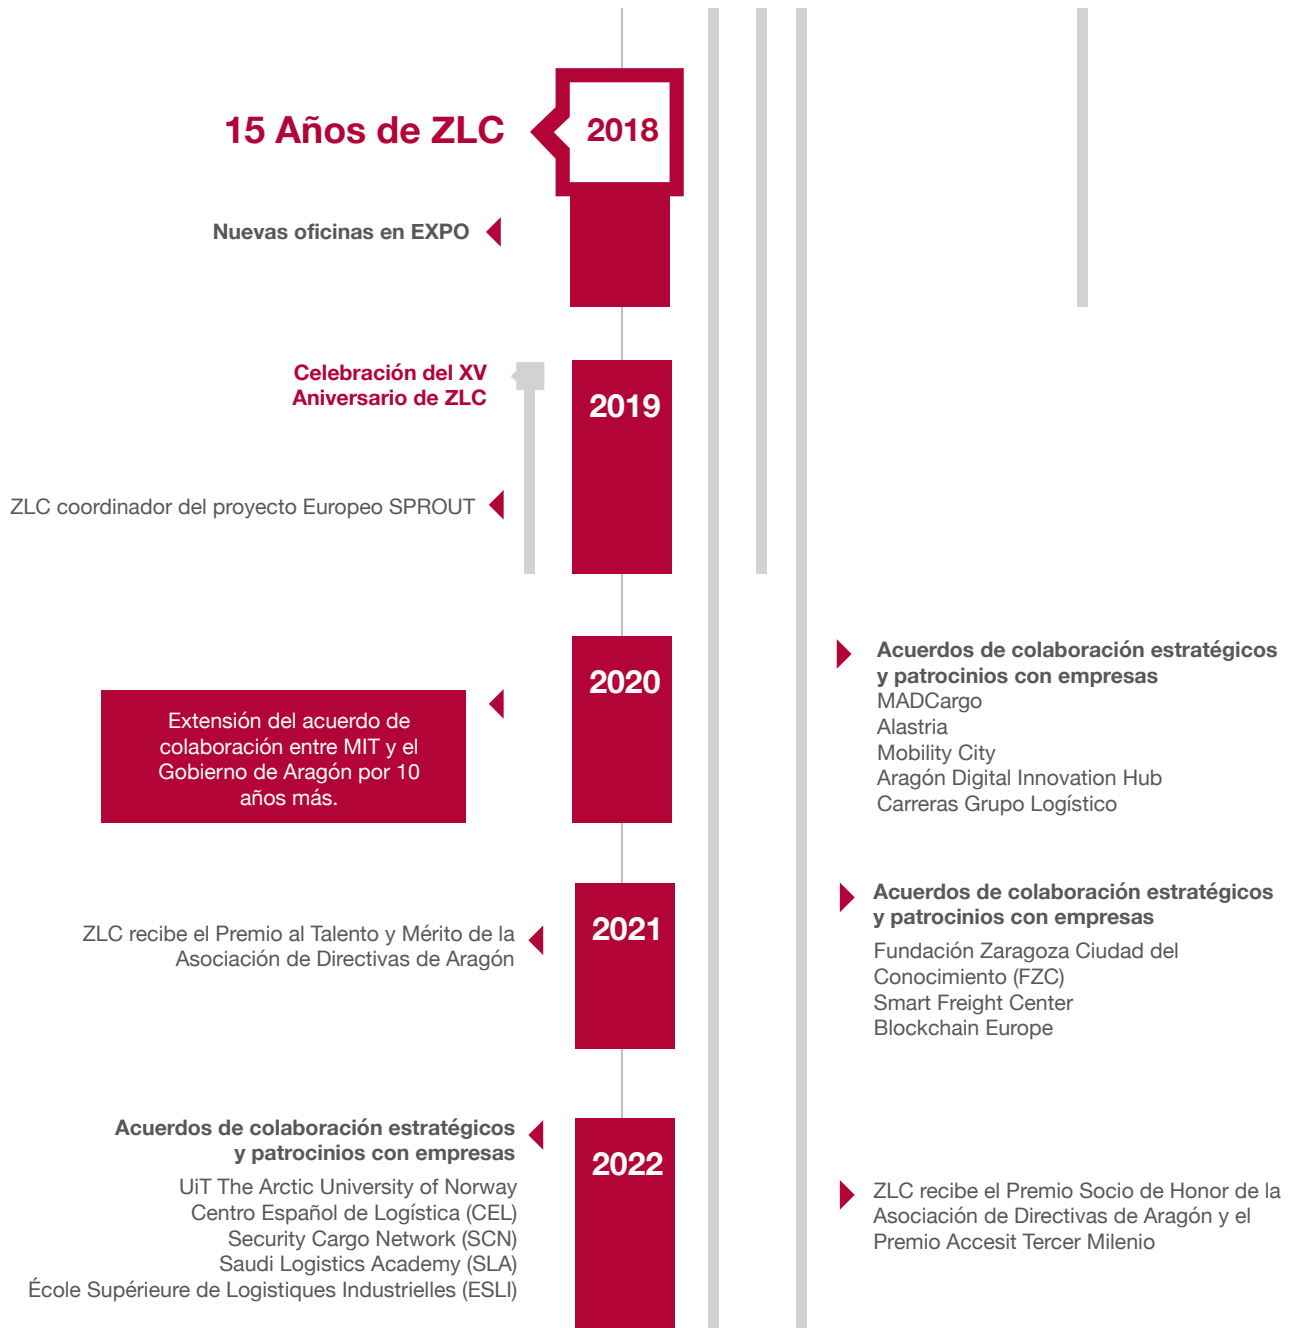 15 Años de ZLC
2018
Nuevas oficinas en EXPO
Celebración del XV
Aniversario de ZLC
2019
ZLC coordinador del proyecto Europeo SPROUT
2020
Extensión del acuerdo de
colaboración entre MIT y el
Gobierno de Aragón por 10
años más.
Acuerdos de colaboración estratégicos
y patrocinios con empresas
MADCargo
Alastria
Mobility City
Aragón Digital Innovation Hub
Carreras Grupo Logístico
2021
ZLC recibe el Premio al Talento y Mérito de la
Asociación de Directivas de Aragón
Acuerdos de colaboración estratégicos
y patrocinios con empresas
Fundación Zaragoza Ciudad del
Conocimiento (FZC)
Smart Freight Center
Blockchain Europe
2022
Acuerdos de colaboración estratégicos
y patrocinios con empresas
UiT The Arctic University of Norway
Centro Español de Logística (CEL)
Security Cargo Network (SCN)
Saudi Logistics Academy (SLA)
École Supérieure de Logistiques Industrielles (ESLI)
ZLC recibe el Premio Socio de Honor de la
Asociación de Directivas de Aragón y el
Premio Accesit Tercer Milenio